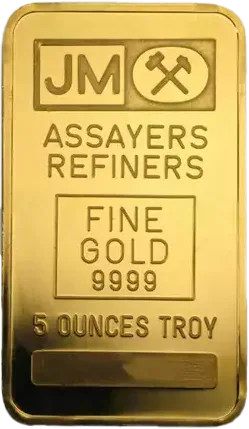 JM
ASSAYERS
REFINERS
FINE
GOLD
9999
5 OUNCES TROY